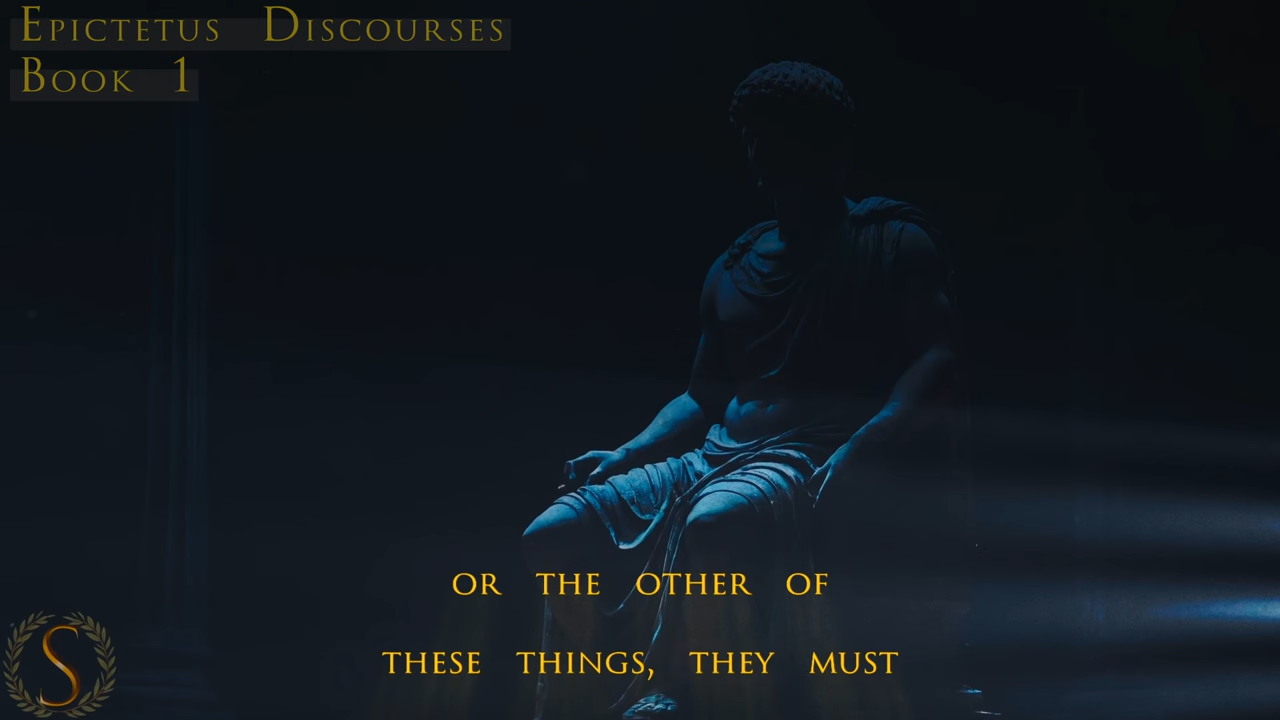 Epictetus Discourses
Book 1
OR THE OTHER OF
THESE THINGS, THEY MUST
S